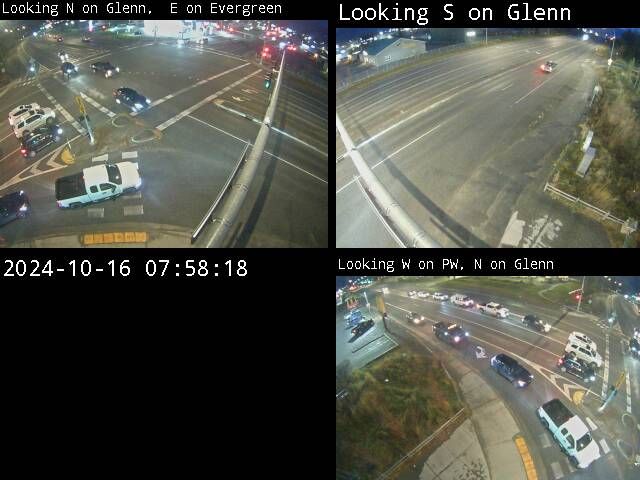 Looking N on Glenn,  E on Evergreen
Looking S on Glenn
2024-10-16 07:58:18
Looking W on PW, N on Glenn